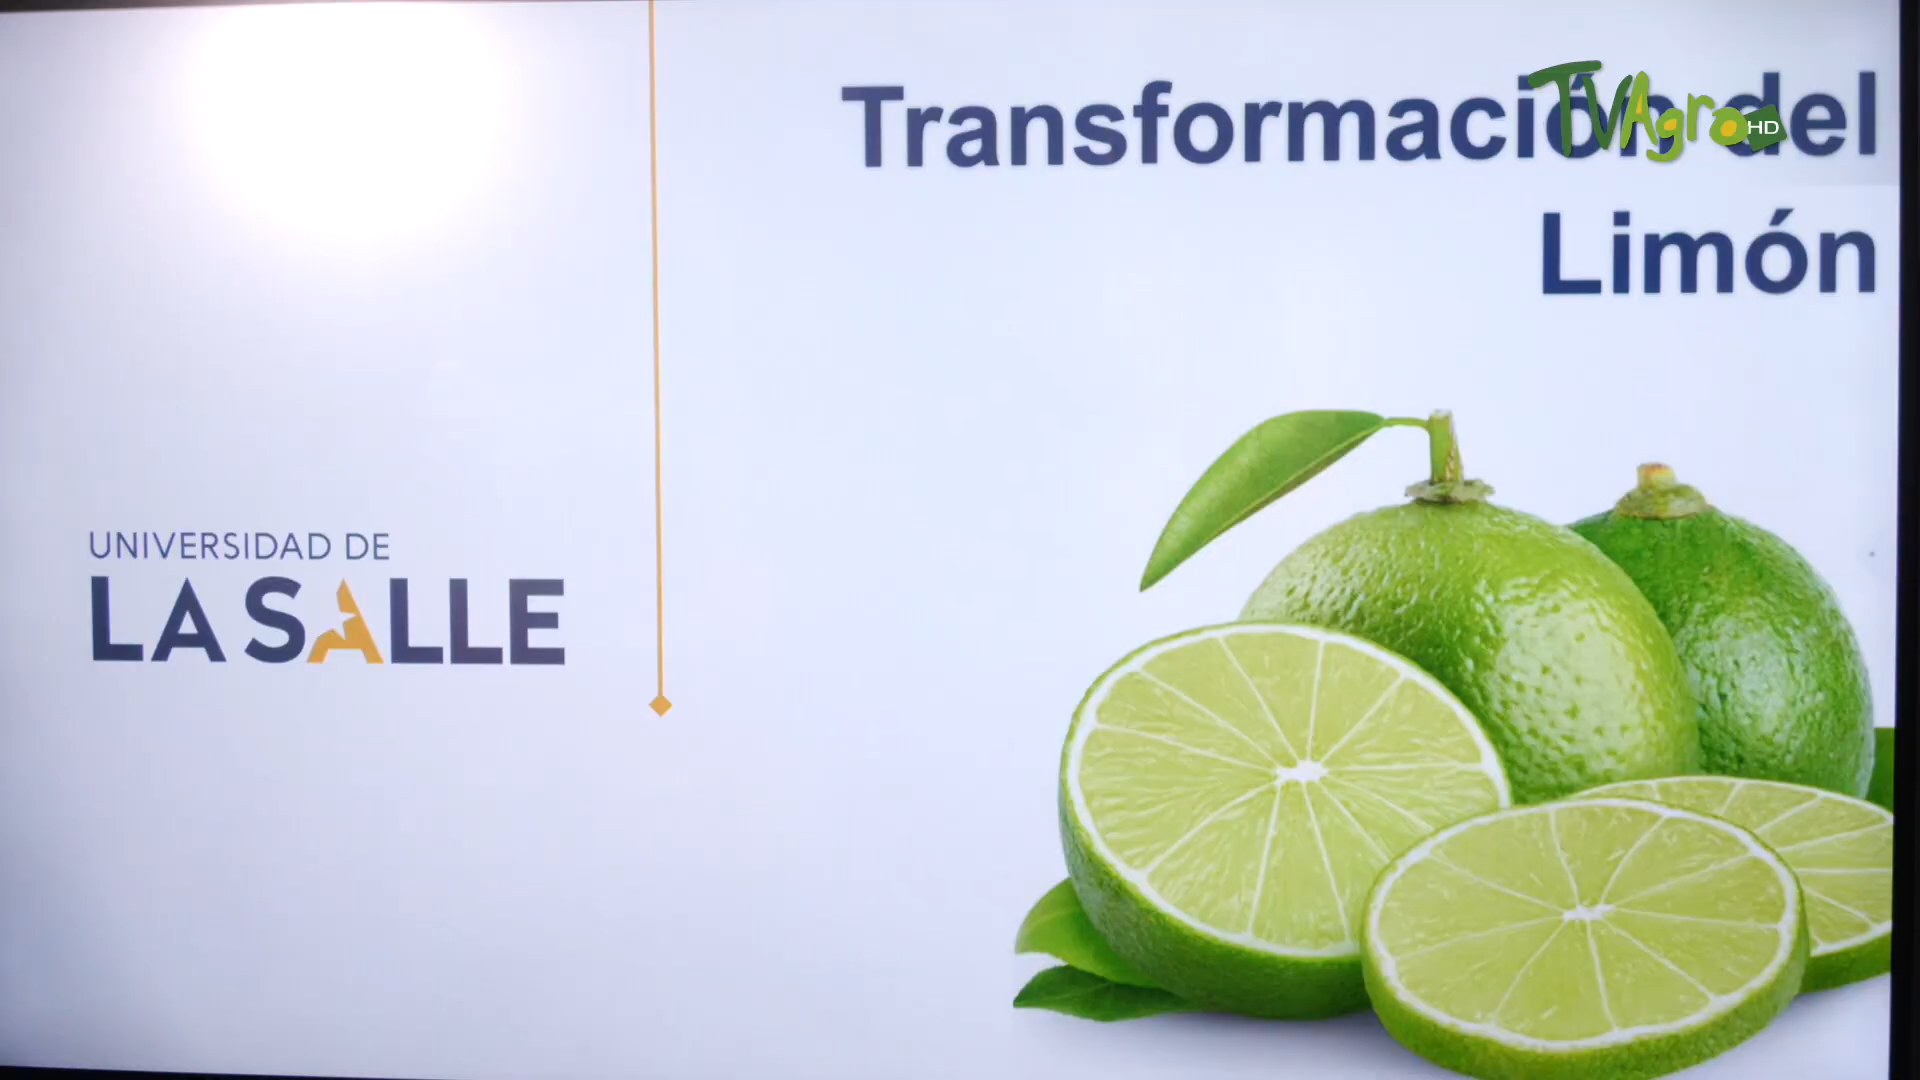 Transformación del
Limón
TVAgro HD
UNIVERSIDAD DE
LA SALLE